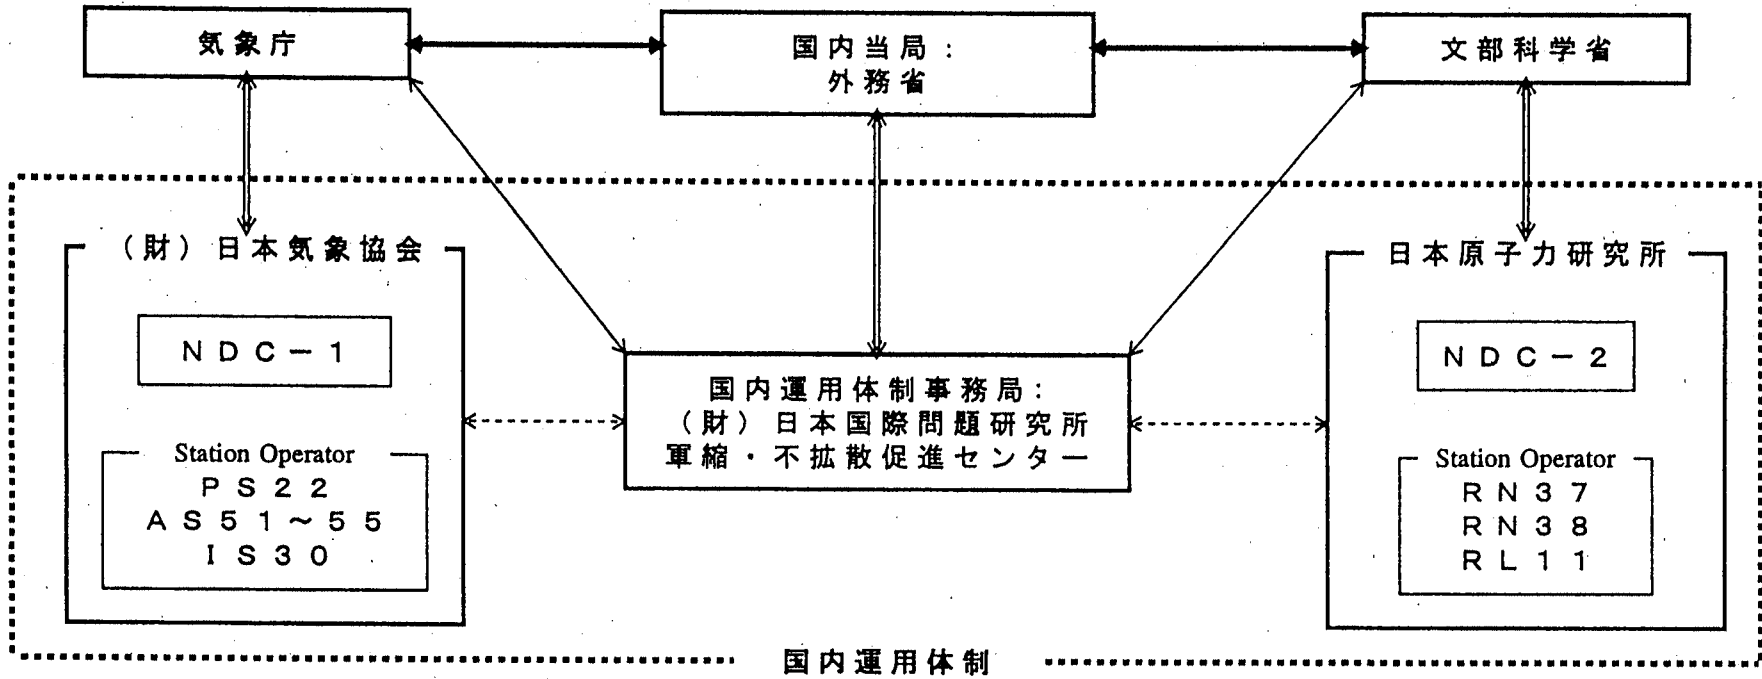 気象庁
国内当局：
外務省
文部科学省
（財）日本気象協会
ＮＤＣ－１
Station Operator
ＰＳ２２
ＡＳ５１～５５
ＩＳ３０
国内運用体制事務局：
（財）日本国際問題研究所
軍縮・不拡散促進センター
日本原子力研究所
ＮＤＣ－２
Station Operator
ＲＮ３７
ＲＮ３８
ＲＬ１１
国内運用体制